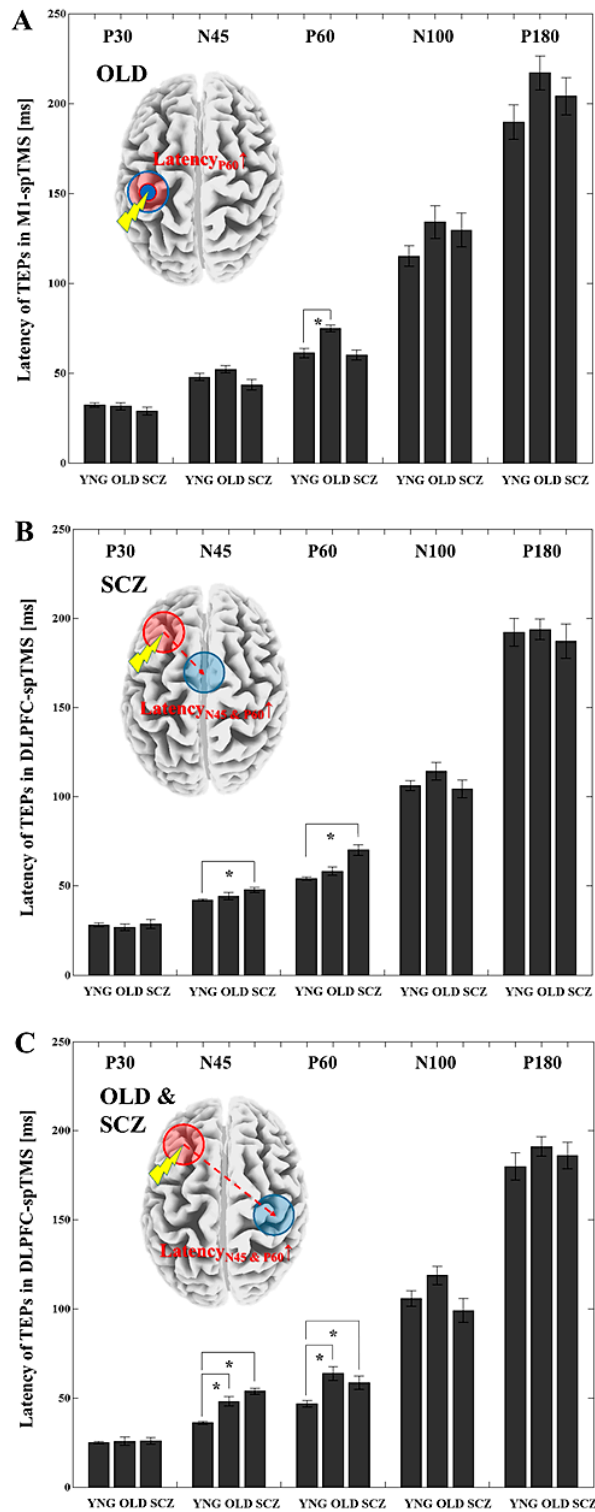 A
Latency of TEPs in M1-spTMS [ms]
250
200
150
100
50
0
P30 N45 P60 N100 P180
OLD
LatencyP60↑
*
YNG OLD SCZ YNG OLD SCZ YNG OLD SCZ YNG OLD SCZ YNG OLD SCZ
B
Latency of TEPs in DLPFC-spTMS [ms]
250
200
150
100
50
0
P30 N45 P60 N100 P180
SCZ
LatencyN45 & P60↑
* *
YNG OLD SCZ YNG OLD SCZ YNG OLD SCZ YNG OLD SCZ YNG OLD SCZ
C
Latency of TEPs in DLPFC-spTMS [ms]
250
200
150
100
50
0
P30 N45 P60 N100 P180
OLD &
SCZ
LatencyN45 & P60↑
* *
* *
YNG OLD SCZ YNG OLD SCZ YNG OLD SCZ YNG OLD SCZ YNG OLD SCZ